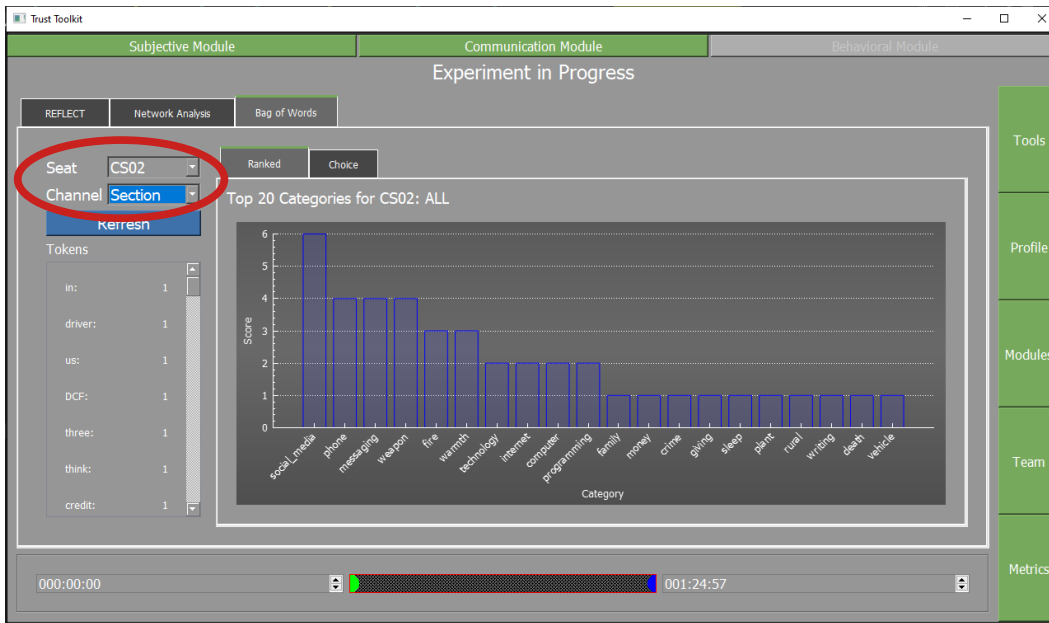 Trust Toolkit
Subjective Module
Communication Module
Behavioral Module
Experiment in Progress
REFLECT
Network Analysis
Bag of Words
Seat CS02
Channel Section
Refresh
Tokens
in: 1
driver: 1
us: 1
DCF: 1
three: 1
think: 1
credit: 1
Ranked
Choice
Top 20 Categories for CS02: ALL
Score
6
5
4
3
2
1
0
social_media
phone
messaging
weapon
fire
warmth
technology
internet
computer
programming
family
money
crime
giving
sleep
plant
rural
writing
death
vehicle
Category
Tools
Profile
Modules
Team
Metrics
000:00:00
001:24:57